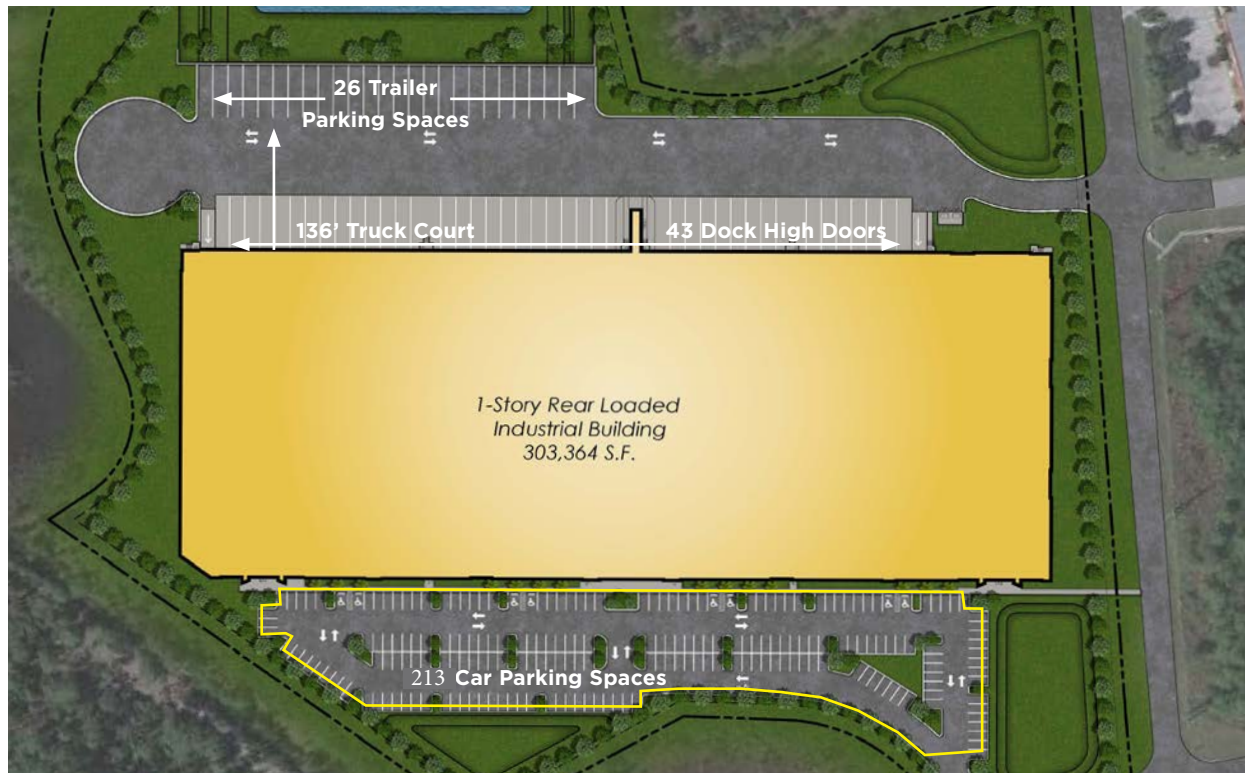 26 Trailer
Parking Spaces
136' Truck Court
43 Dock High Doors
1-Story Rear Loaded
Industrial Building
303,364 S.F.
213 Car Parking Spaces